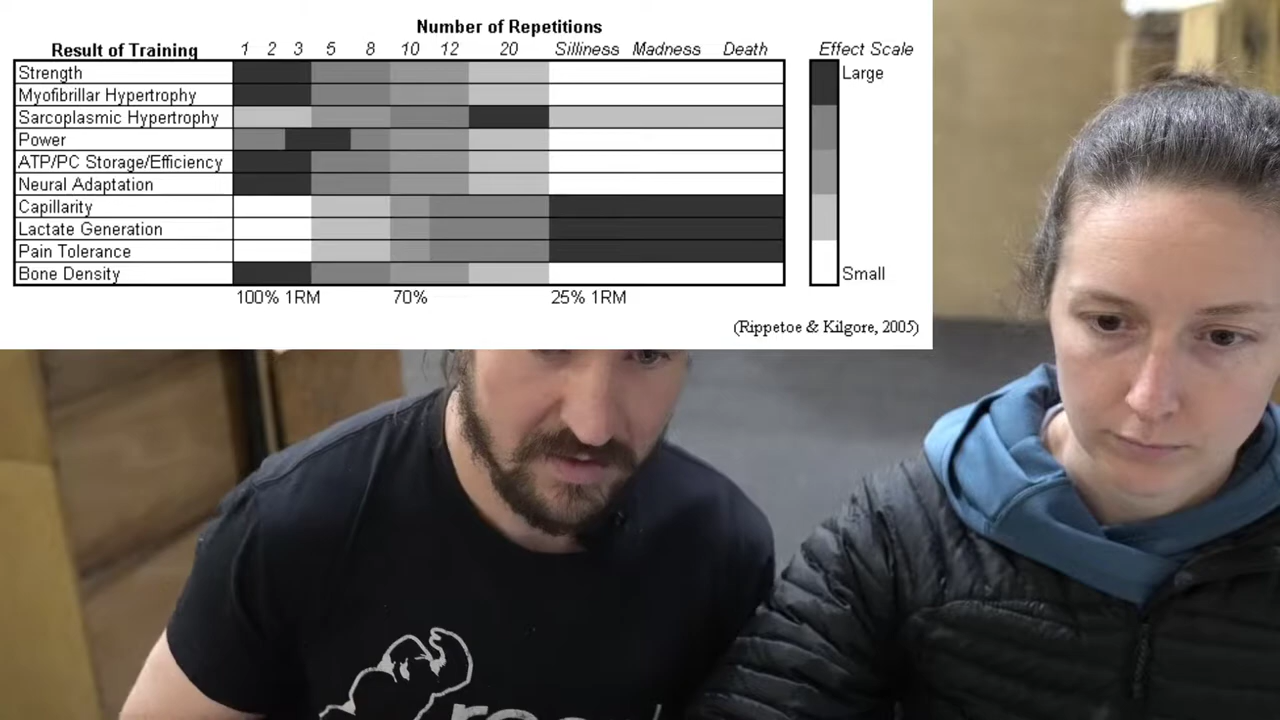 Number of Repetitions
Result of Training 1 2 3 5 8 10 12 20 Silliness Madness Death Effect Scale
Strength Large
Myofibrillar Hypertrophy
Sarcoplasmic Hypertrophy
Power
ATP/PC Storage/Efficiency
Neural Adaptation
Capillarity
Lactate Generation
Pain Tolerance
Bone Density Small
100% 1RM 70% 25% 1RM
(Rippetoe & Kilgore, 2005)